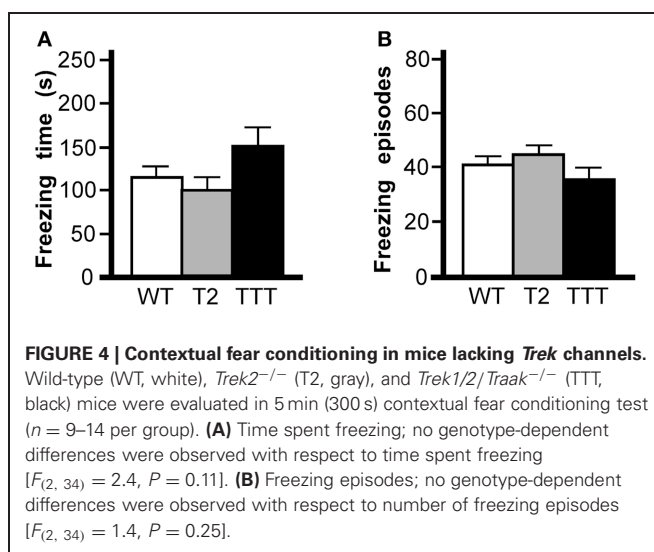 A
Freezing time (s)
250
200
150
100
50
0
WT T2 TTT
B
Freezing episodes
80
60
40
20
0
WT T2 TTT
FIGURE 4 | Contextual fear conditioning in mice lacking Trek channels.
Wild-type (WT, white), Trek2−/− (T2, gray), and Trek1/2/Traak−/− (TTT,
black) mice were evaluated in 5 min (300 s) contextual fear conditioning test
(n = 9–14 per group). (A) Time spent freezing; no genotype-dependent
differences were observed with respect to time spent freezing
[F(2, 34) = 2.4, P = 0.11]. (B) Freezing episodes; no genotype-dependent
differences were observed with respect to number of freezing episodes
[F(2, 34) = 1.4, P = 0.25].